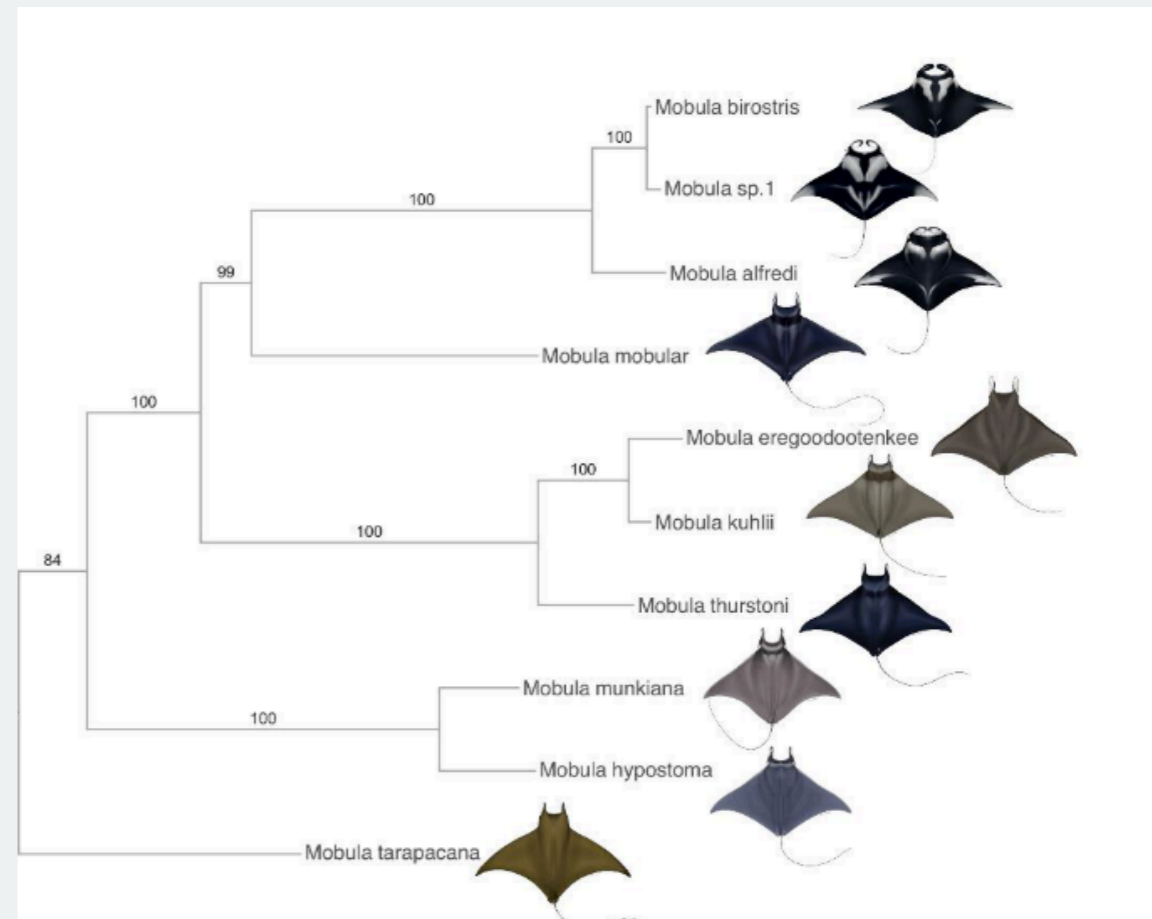 Mobula birostris
100
Mobula sp.1
100
Mobula alfredi
99
Mobula mobular
100
Mobula eregoodootenkee
100
Mobula kuhlii
100
84
Mobula thurstoni
Mobula munkiana
100
Mobula hypostoma
Mobula tarapacana